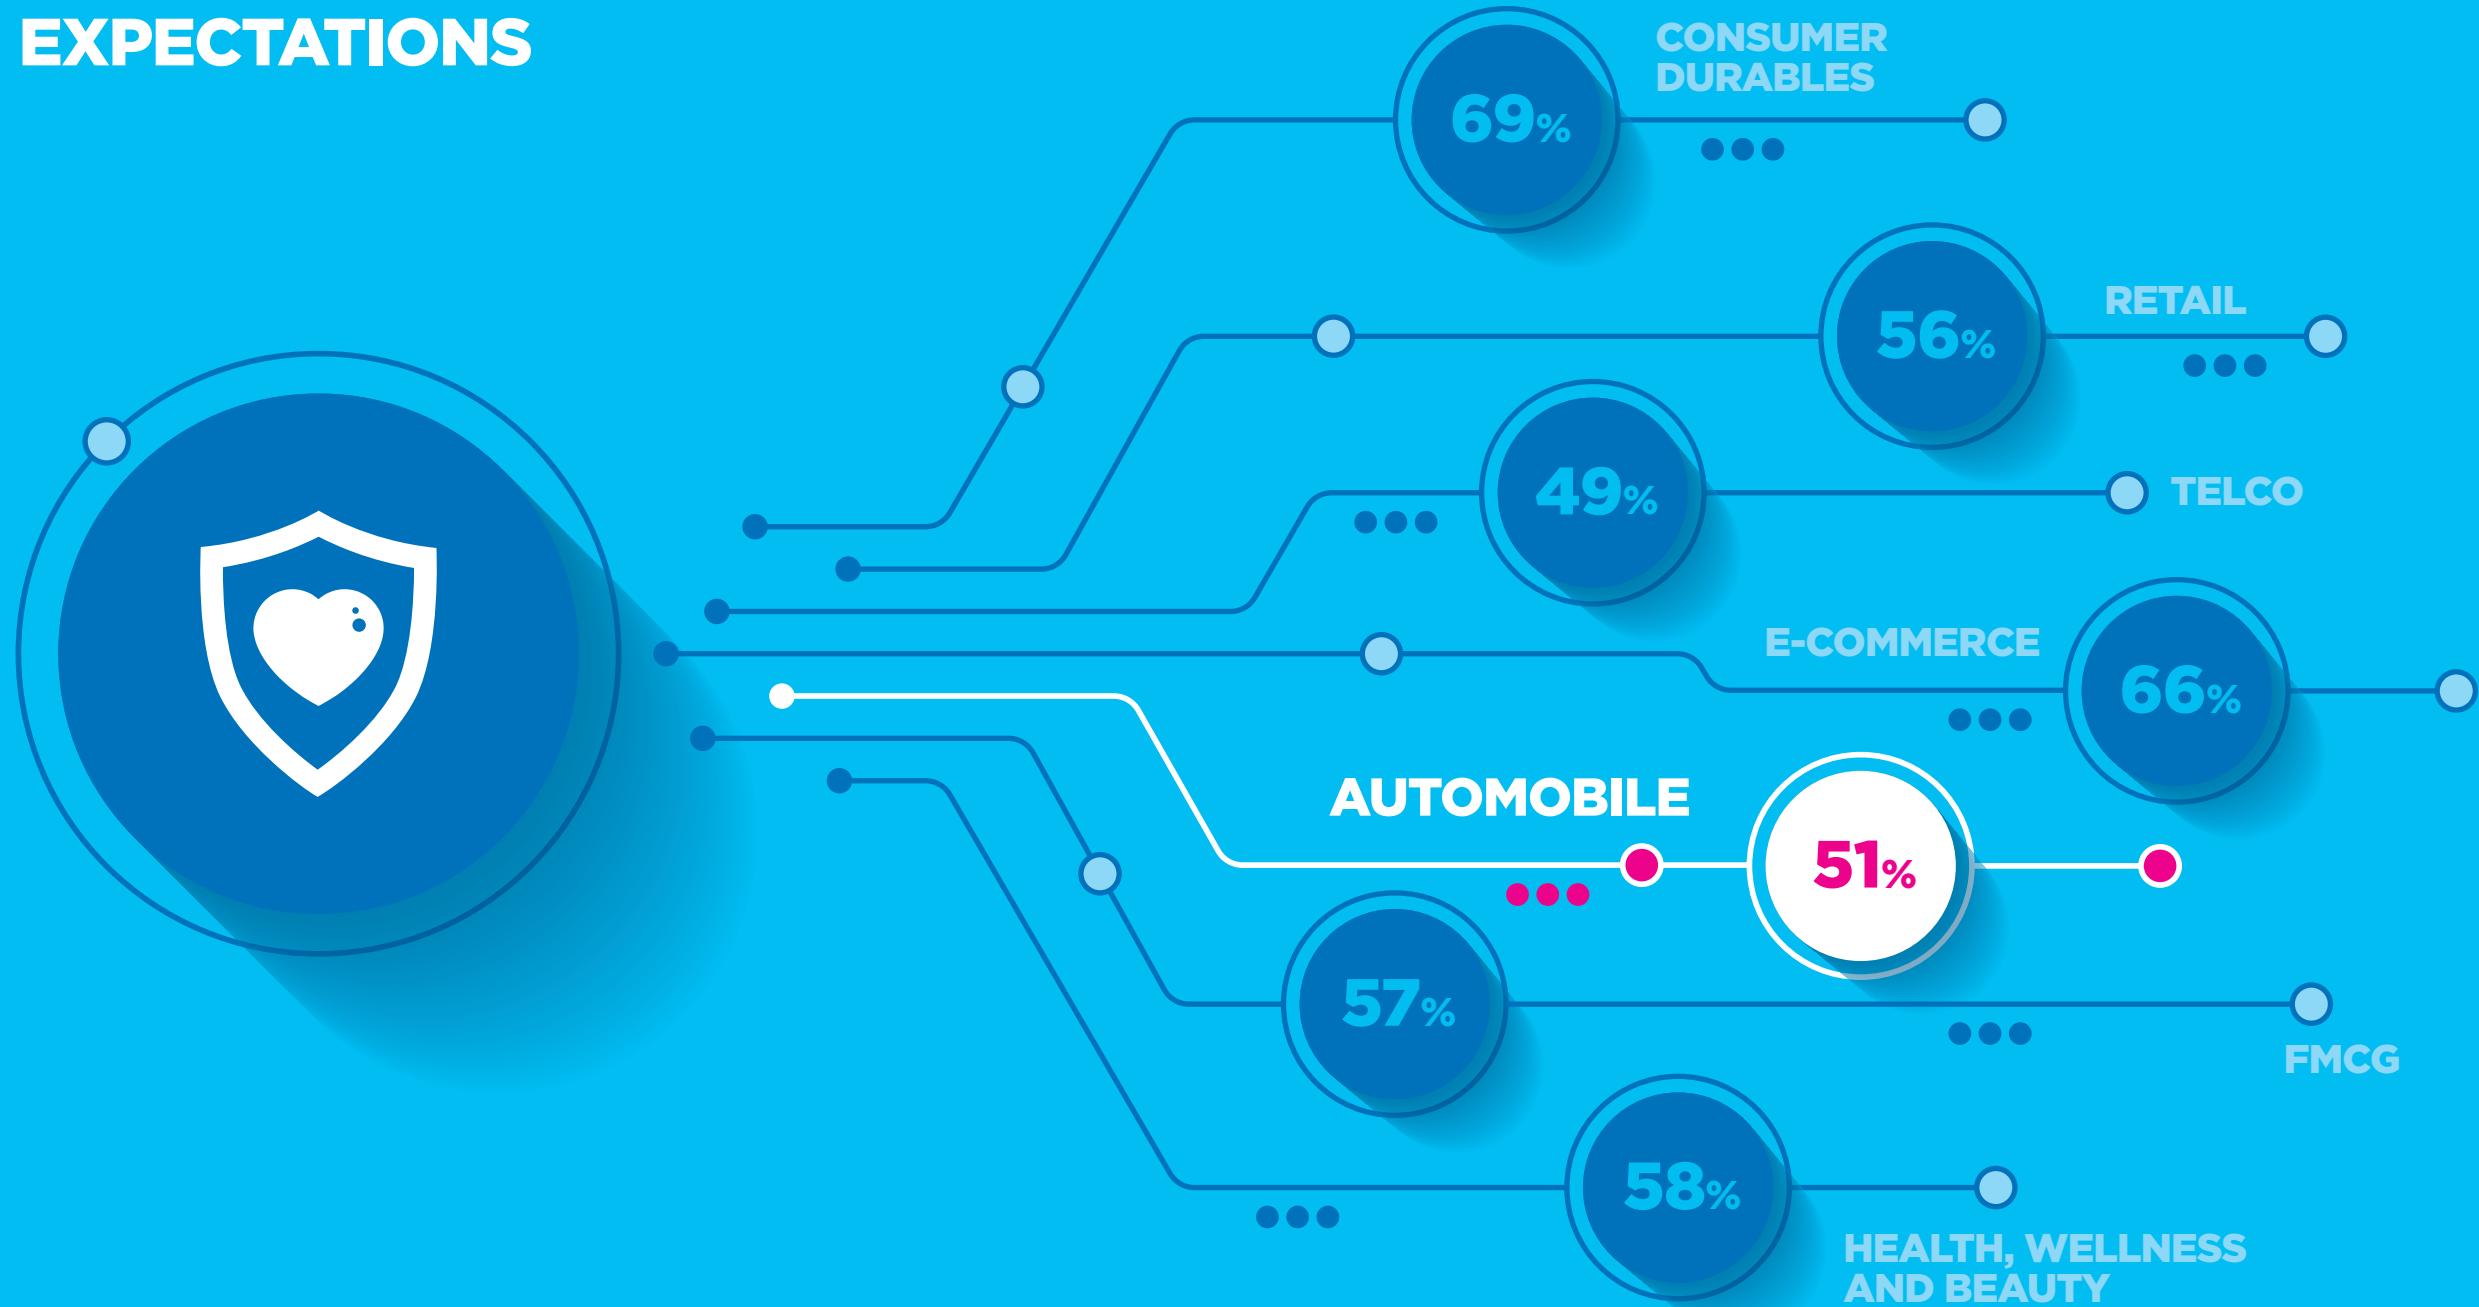 EXPECTATIONS
CONSUMER
DURABLES
69%
RETAIL
56%
49%
TELCO
E-COMMERCE
66%
AUTOMOBILE
51%
57%
FMCG
58%
HEALTH, WELLNESS
AND BEAUTY